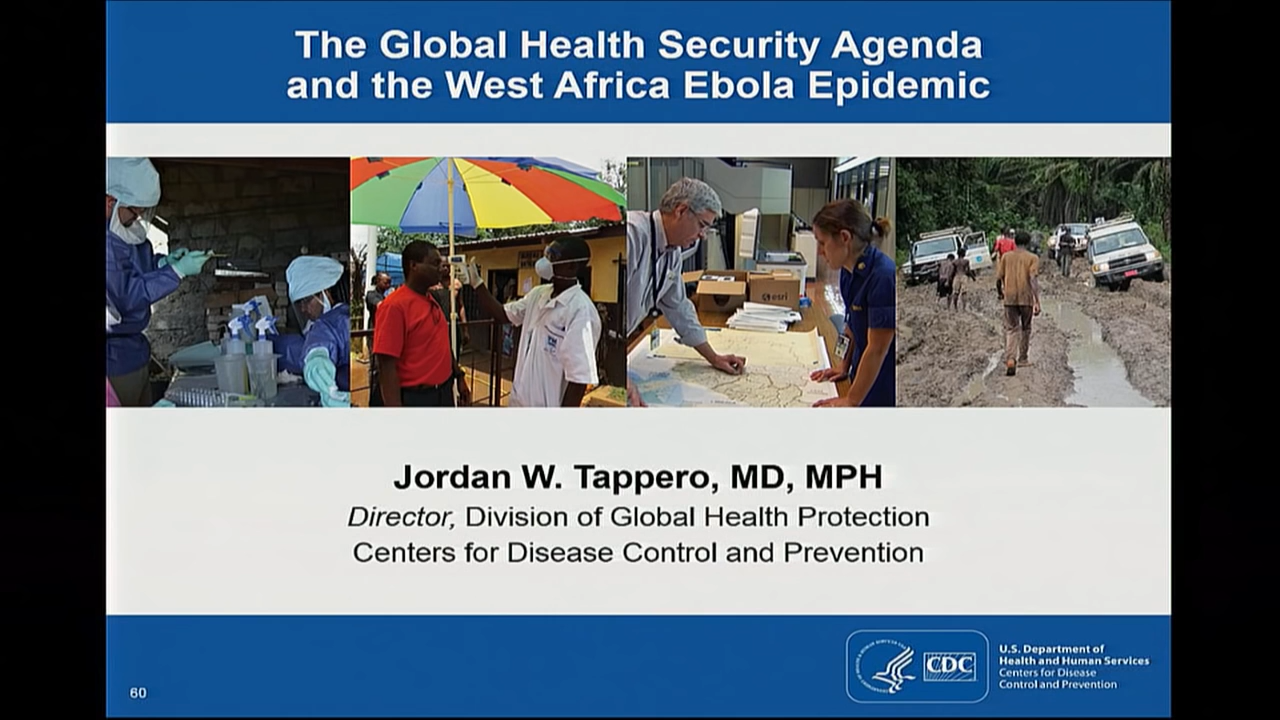 The Global Health Security Agenda
and the West Africa Ebola Epidemic
esri
Jordan W. Tappero, MD, MPH
Director, Division of Global Health Protection
Centers for Disease Control and Prevention
60
CDC
U.S. Department of
Health and Human Services
Centers for Disease
Control and Prevention